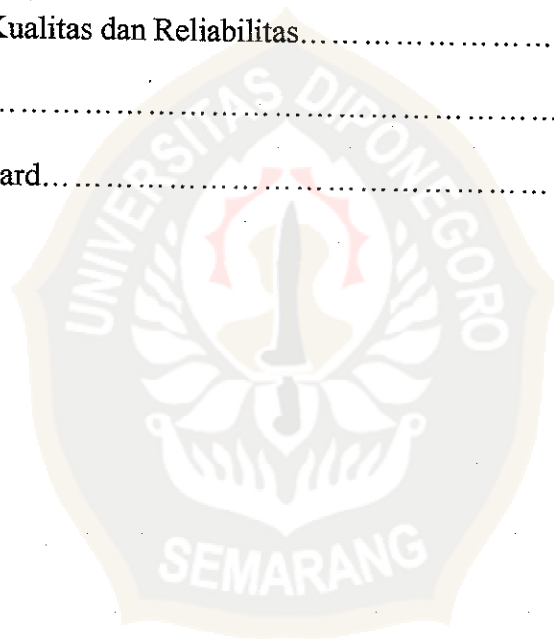 Kualitas dan Reliabilitas..............................
..................................................................
ard............................................................
UNIVERSITAS DIPONEGORO
SEMARANG